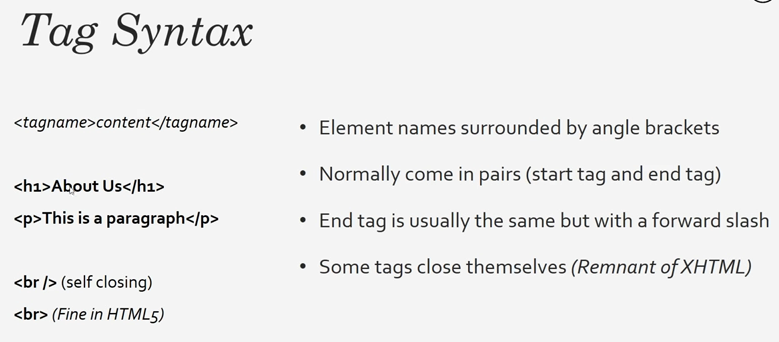 Tag Syntax
<tagname>content</tagname>
<h1>About Us</h1>
<p>This is a paragraph</p>
<br /> (self closing)
<br> (Fine in HTML5)
• Element names surrounded by angle brackets
• Normally come in pairs (start tag and end tag)
• End tag is usually the same but with a forward slash
• Some tags close themselves (Remnant of XHTML)